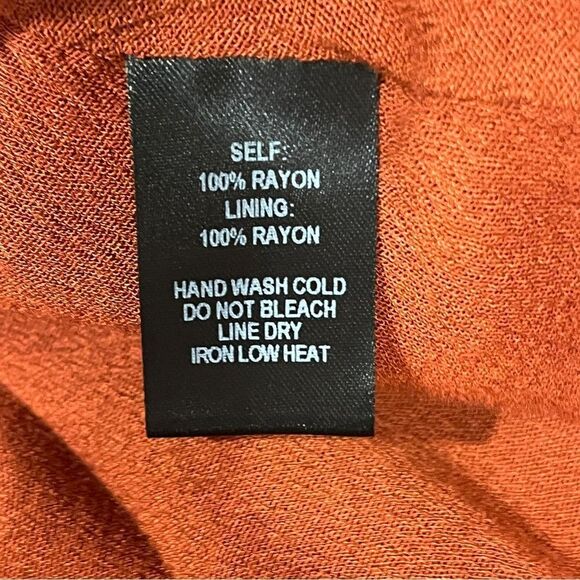 SELF:
100% RAYON
LINING:
100% RAYON
HAND WASH COLD
DO NOT BLEACH
LINE DRY
IRON LOW HEAT